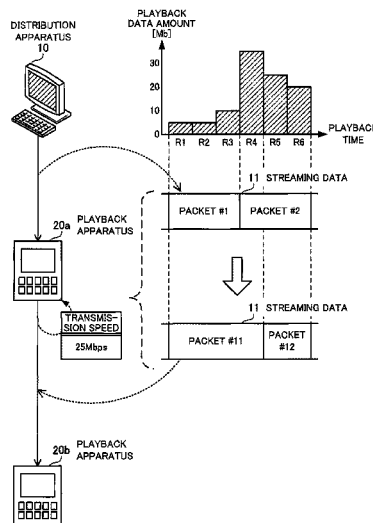 DISTRIBUTION
APPARATUS
10
PLAYBACK
DATA AMOUNT
[Mb]
30
20
10
0
R1 R2 R3 R4 R5 R6
PLAYBACK
TIME
11 STREAMING DATA
PACKET #1 PACKET #2
20a PLAYBACK
APPARATUS
TRANSMIS-
SION SPEED
25Mbps
11 STREAMING DATA
PACKET #11 PACKET
#12
20b PLAYBACK
APPARATUS